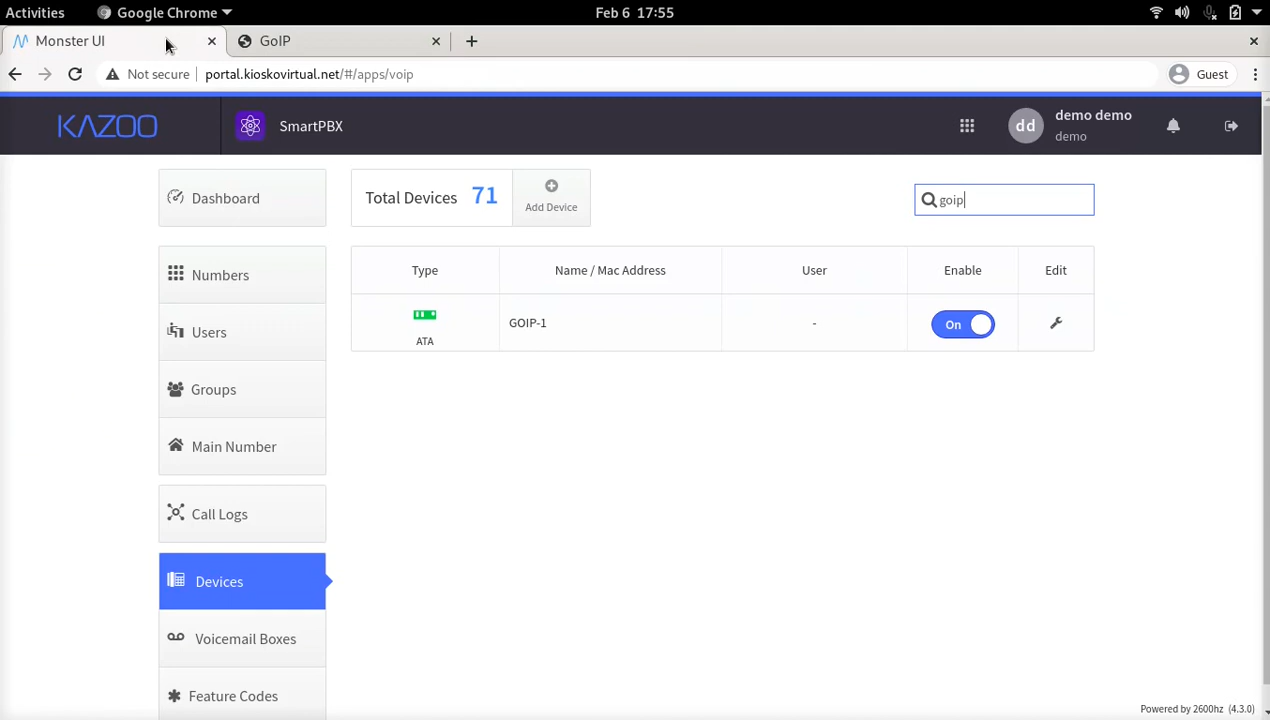 Activities
Google Chrome
Feb 6 17:55
Monster UI
GoIP
Not secure
portal.kioskovirtual.net/#/apps/voip
Guest
KAZOO
SmartPBX
dd
demo demo
demo
Dashboard
Total Devices 71
Add Device
goip
Numbers
Users
Groups
Main Number
Call Logs
Devices
Voicemail Boxes
Feature Codes
Type
Name / Mac Address
User
Enable
Edit
ATA
GOIP-1
-
On
Powered by 2600hz (4.3.0)